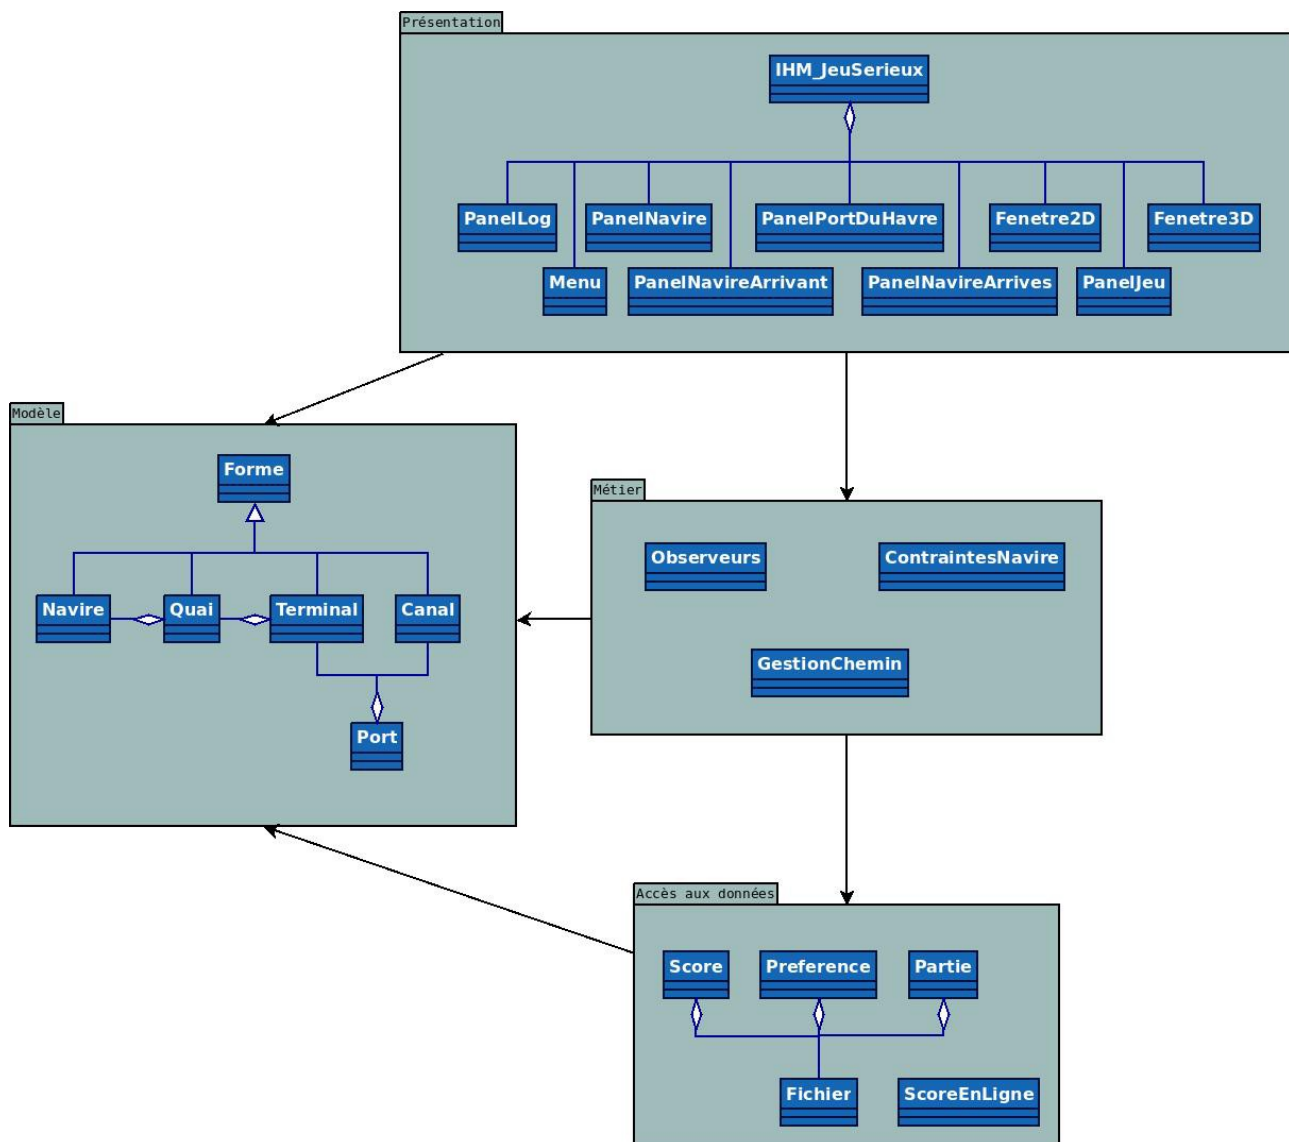 Présentation
IHM_JeuSerieux
PanelLog
PanelNavire
PanelPortDuHavre
Fenetre2D
Fenetre3D
Menu
PanelNavireArrivant
PanelNavireArrives
PanelJeu
Modèle
Forme
Navire
Quai
Terminal
Canal
Port
Métier
Observeurs
ContraintesNavire
GestionChemin
Accès aux données
Score
Preference
Partie
Fichier
ScoreEnLigne